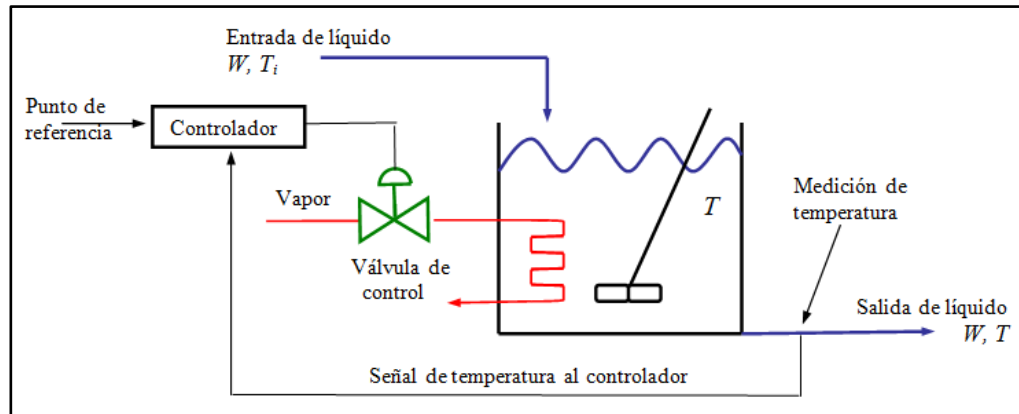 Entrada de líquido
W, Ti
Punto de
referencia
Controlador
Vapor
Válvula de
control
T
Medición de
temperatura
Salida de líquido
W, T
Señal de temperatura al controlador